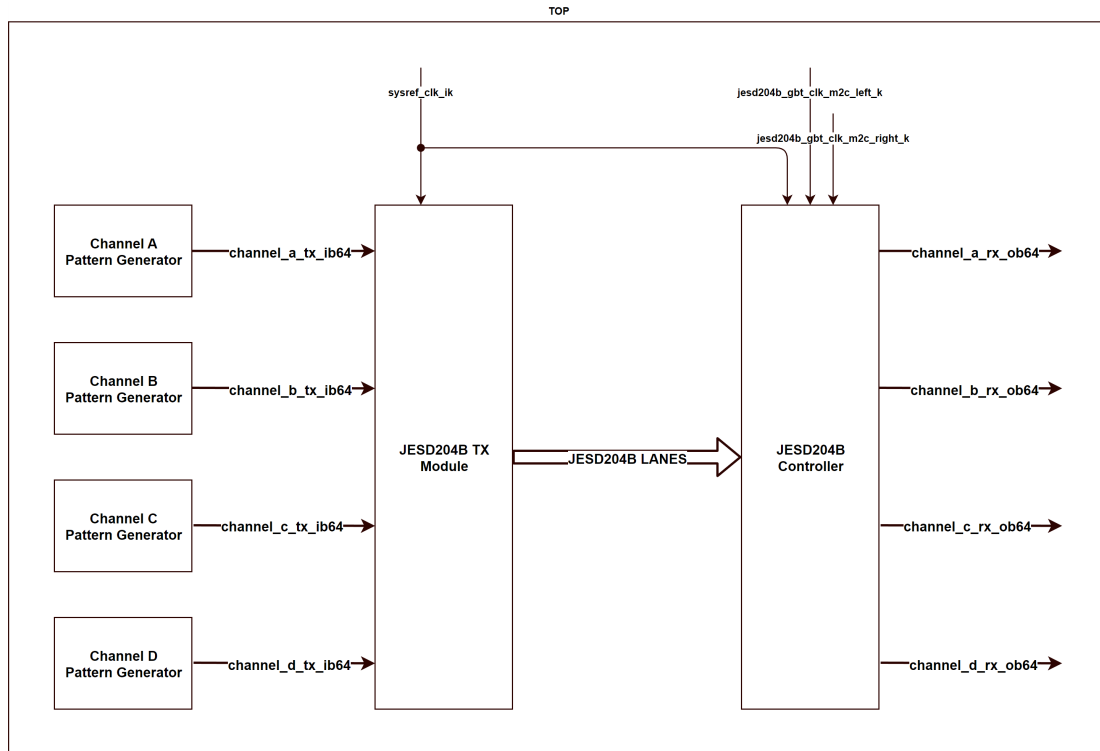 TOP
sysref_clk_ik
jesd204b_gbt_clk_m2c_left_k
jesd204b_gbt_clk_m2c_right_k
Channel A
Pattern Generator
channel_a_tx_ib64
channel_a_rx_ob64
Channel B
Pattern Generator
channel_b_tx_ib64
channel_b_rx_ob64
JESD204B TX
Module
JESD204B LANES
JESD204B
Controller
Channel C
Pattern Generator
channel_c_tx_ib64
channel_c_rx_ob64
Channel D
Pattern Generator
channel_d_tx_ib64
channel_d_rx_ob64